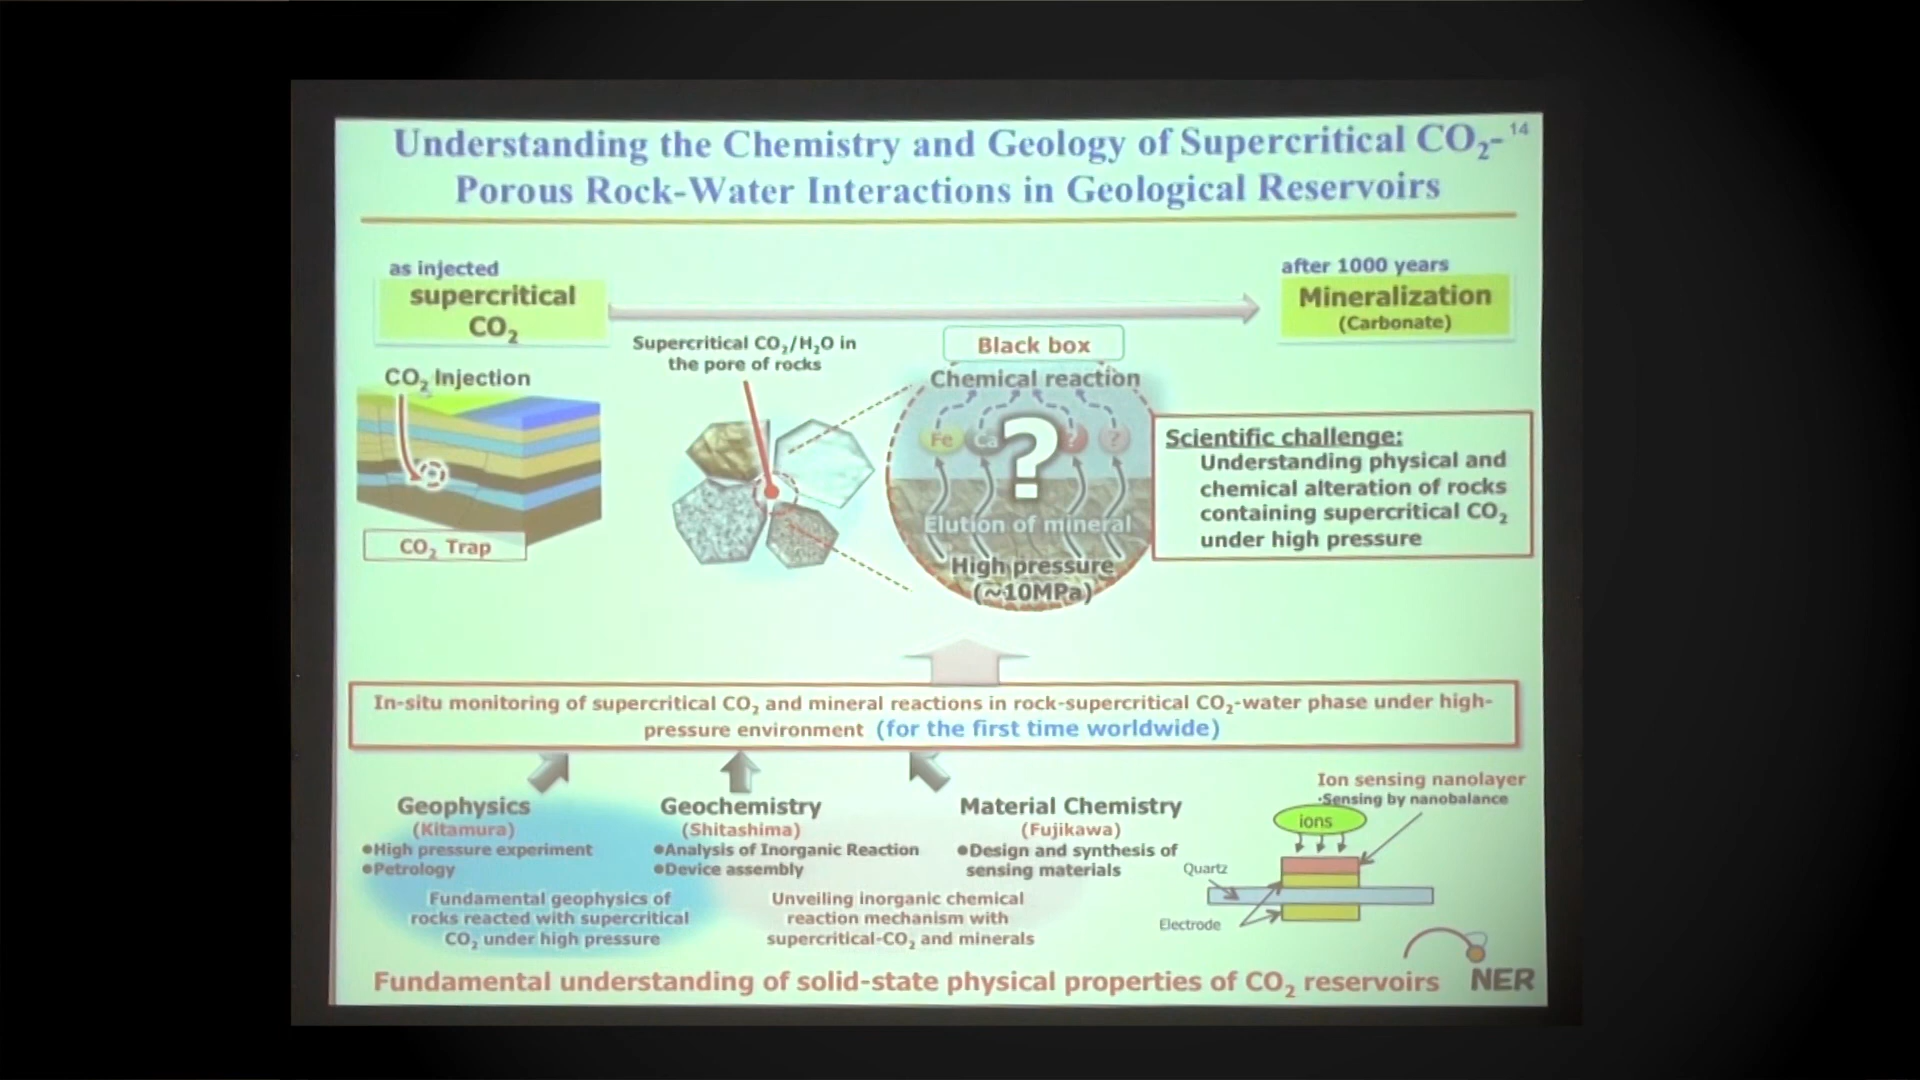 Understanding the Chemistry and Geology of Supercritical CO₂-
Porous Rock-Water Interactions in Geological Reservoirs
14
as injected
supercritical
CO₂
after 1000 years
Mineralization
(Carbonate)
CO₂ Injection
CO₂ Trap
Supercritical CO₂/H₂O in
the pore of rocks
Black box
Chemical reaction
Fe Ca ? ?
?
Elution of mineral
High pressure
(~10MPa)
Scientific challenge:
Understanding physical and
chemical alteration of rocks
containing supercritical CO₂
under high pressure
In-situ monitoring of supercritical CO₂ and mineral reactions in rock-supercritical CO₂-water phase under high-
pressure environment (for the first time worldwide)
Geophysics
(Kitamura)
●High pressure experiment
●Petrology
Fundamental geophysics of
rocks reacted with supercritical
CO₂ under high pressure
Geochemistry
(Shitashima)
●Analysis of Inorganic Reaction
●Device assembly
Unveiling inorganic chemical
reaction mechanism with
supercritical-CO₂ and minerals
Material Chemistry
(Fujikawa)
●Design and synthesis of
sensing materials
Ion sensing nanolayer
·Sensing by nanobalance
ions
Quartz
Electrode
Fundamental understanding of solid-state physical properties of CO₂ reservoirs
NER